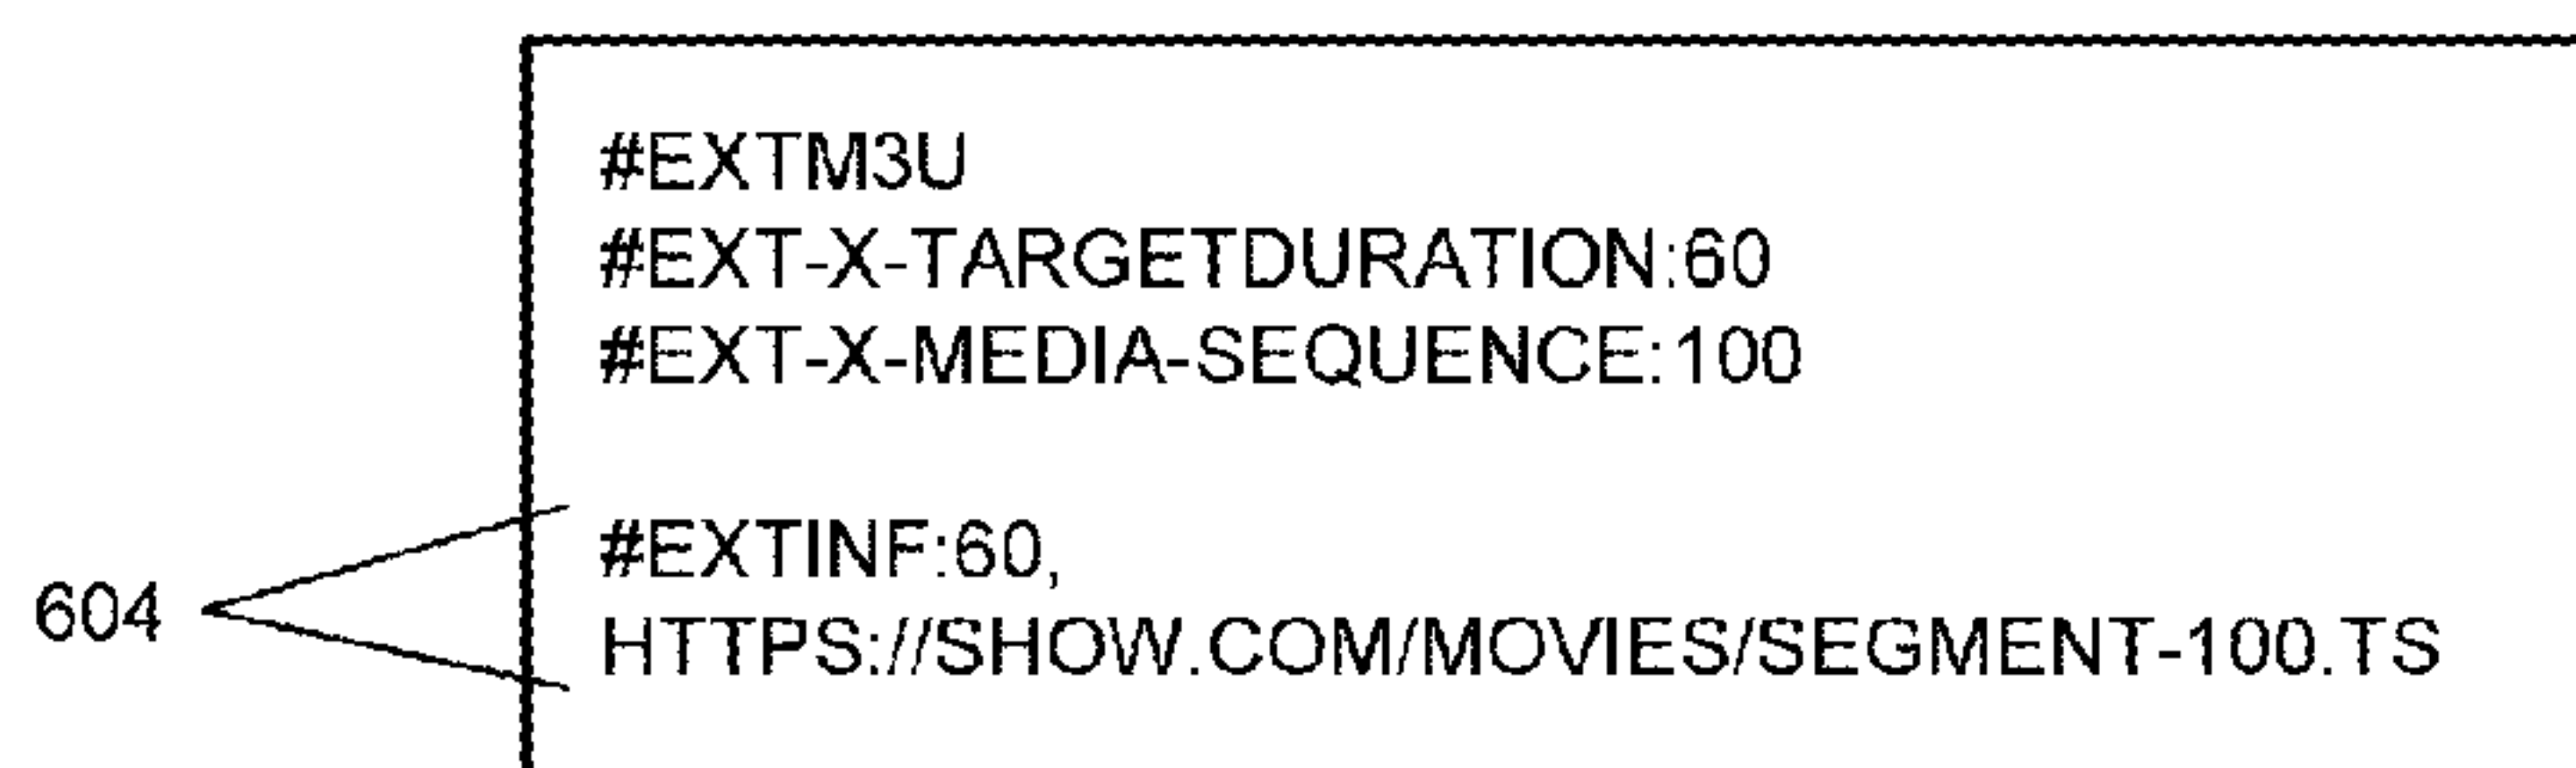 #EXTM3U
#EXT-X-TARGETDURATION:60
#EXT-X-MEDIA-SEQUENCE:100
#EXTINF:60,
604
HTTPS://SHOW.COM/MOVIES/SEGMENT-100.TS